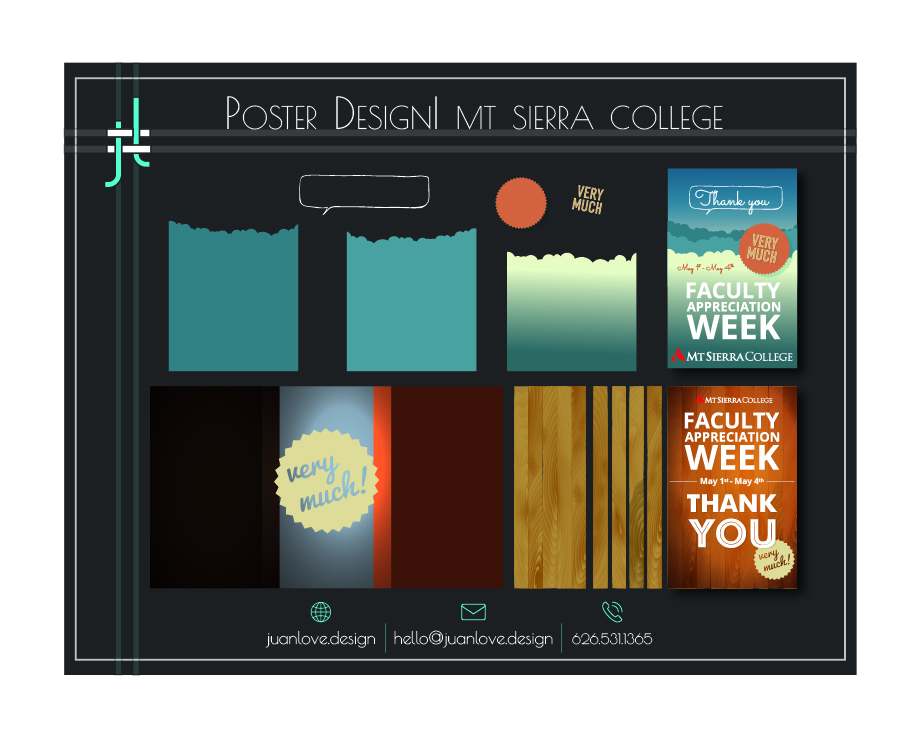 POSTER DESIGN| MT SIERRA COLLEGE
jl
VERY
MUCH
Thank you
VERY
MUCH
May 1st - May 4th
FACULTY
APPRECIATION
WEEK
MT SIERRA COLLEGE
very
much!
MT SIERRA COLLEGE
FACULTY
APPRECIATION
WEEK
May 1st - May 4th
THANK
YOU
very
much!
juanlove.design
hello@juanlove.design
626.531.1365